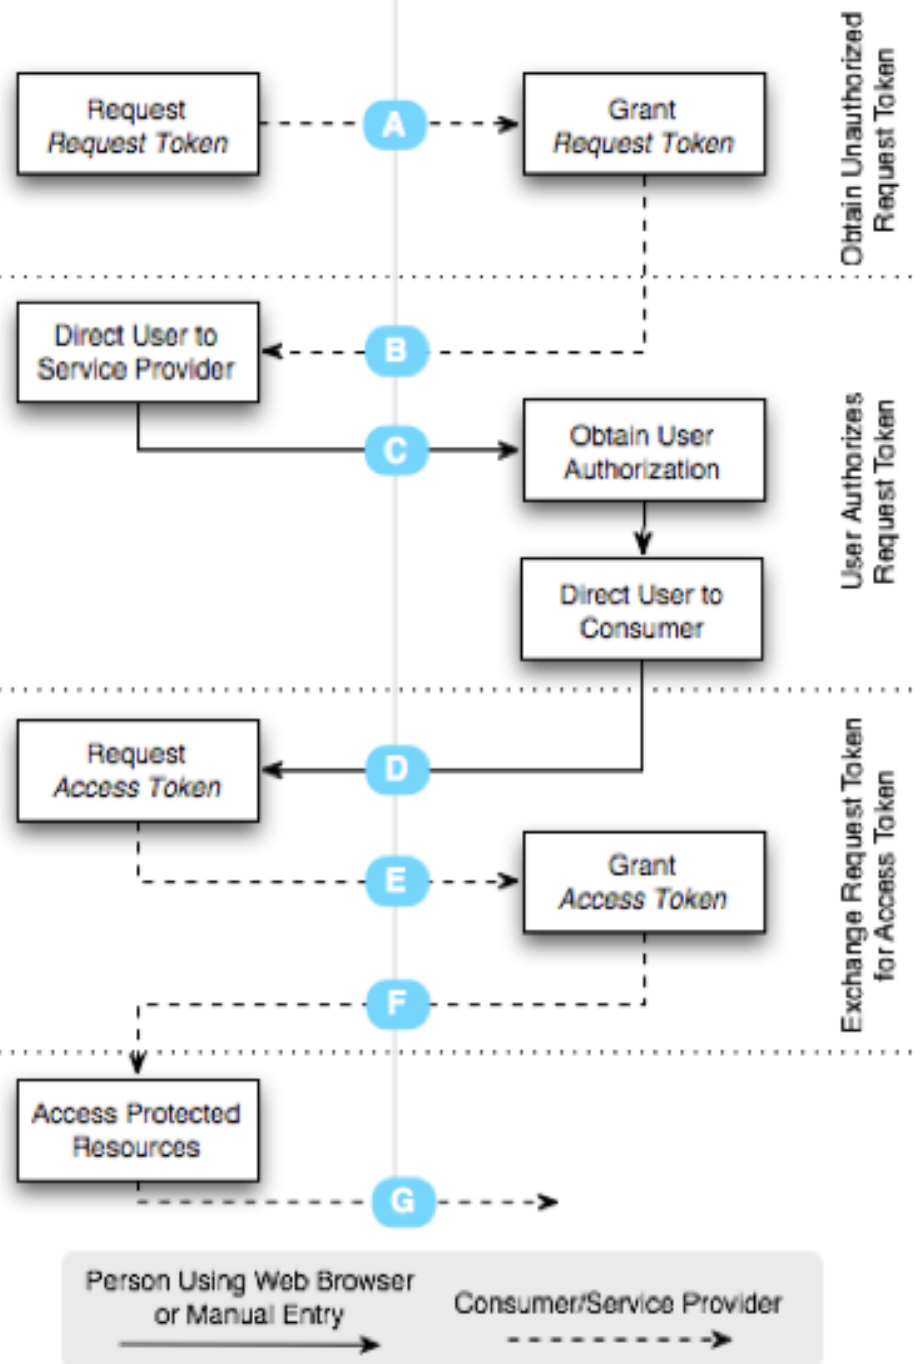 Request
Request Token
A
Grant
Request Token
Obtain Unauthorized
Request Token
Direct User to
Service Provider
B
C
Obtain User
Authorization
Direct User to
Consumer
User Authorizes
Request Token
Request
Access Token
D
E
Grant
Access Token
F
Exchange Request Token
for Access Token
Access Protected
Resources
G
Person Using Web Browser
or Manual Entry
Consumer/Service Provider